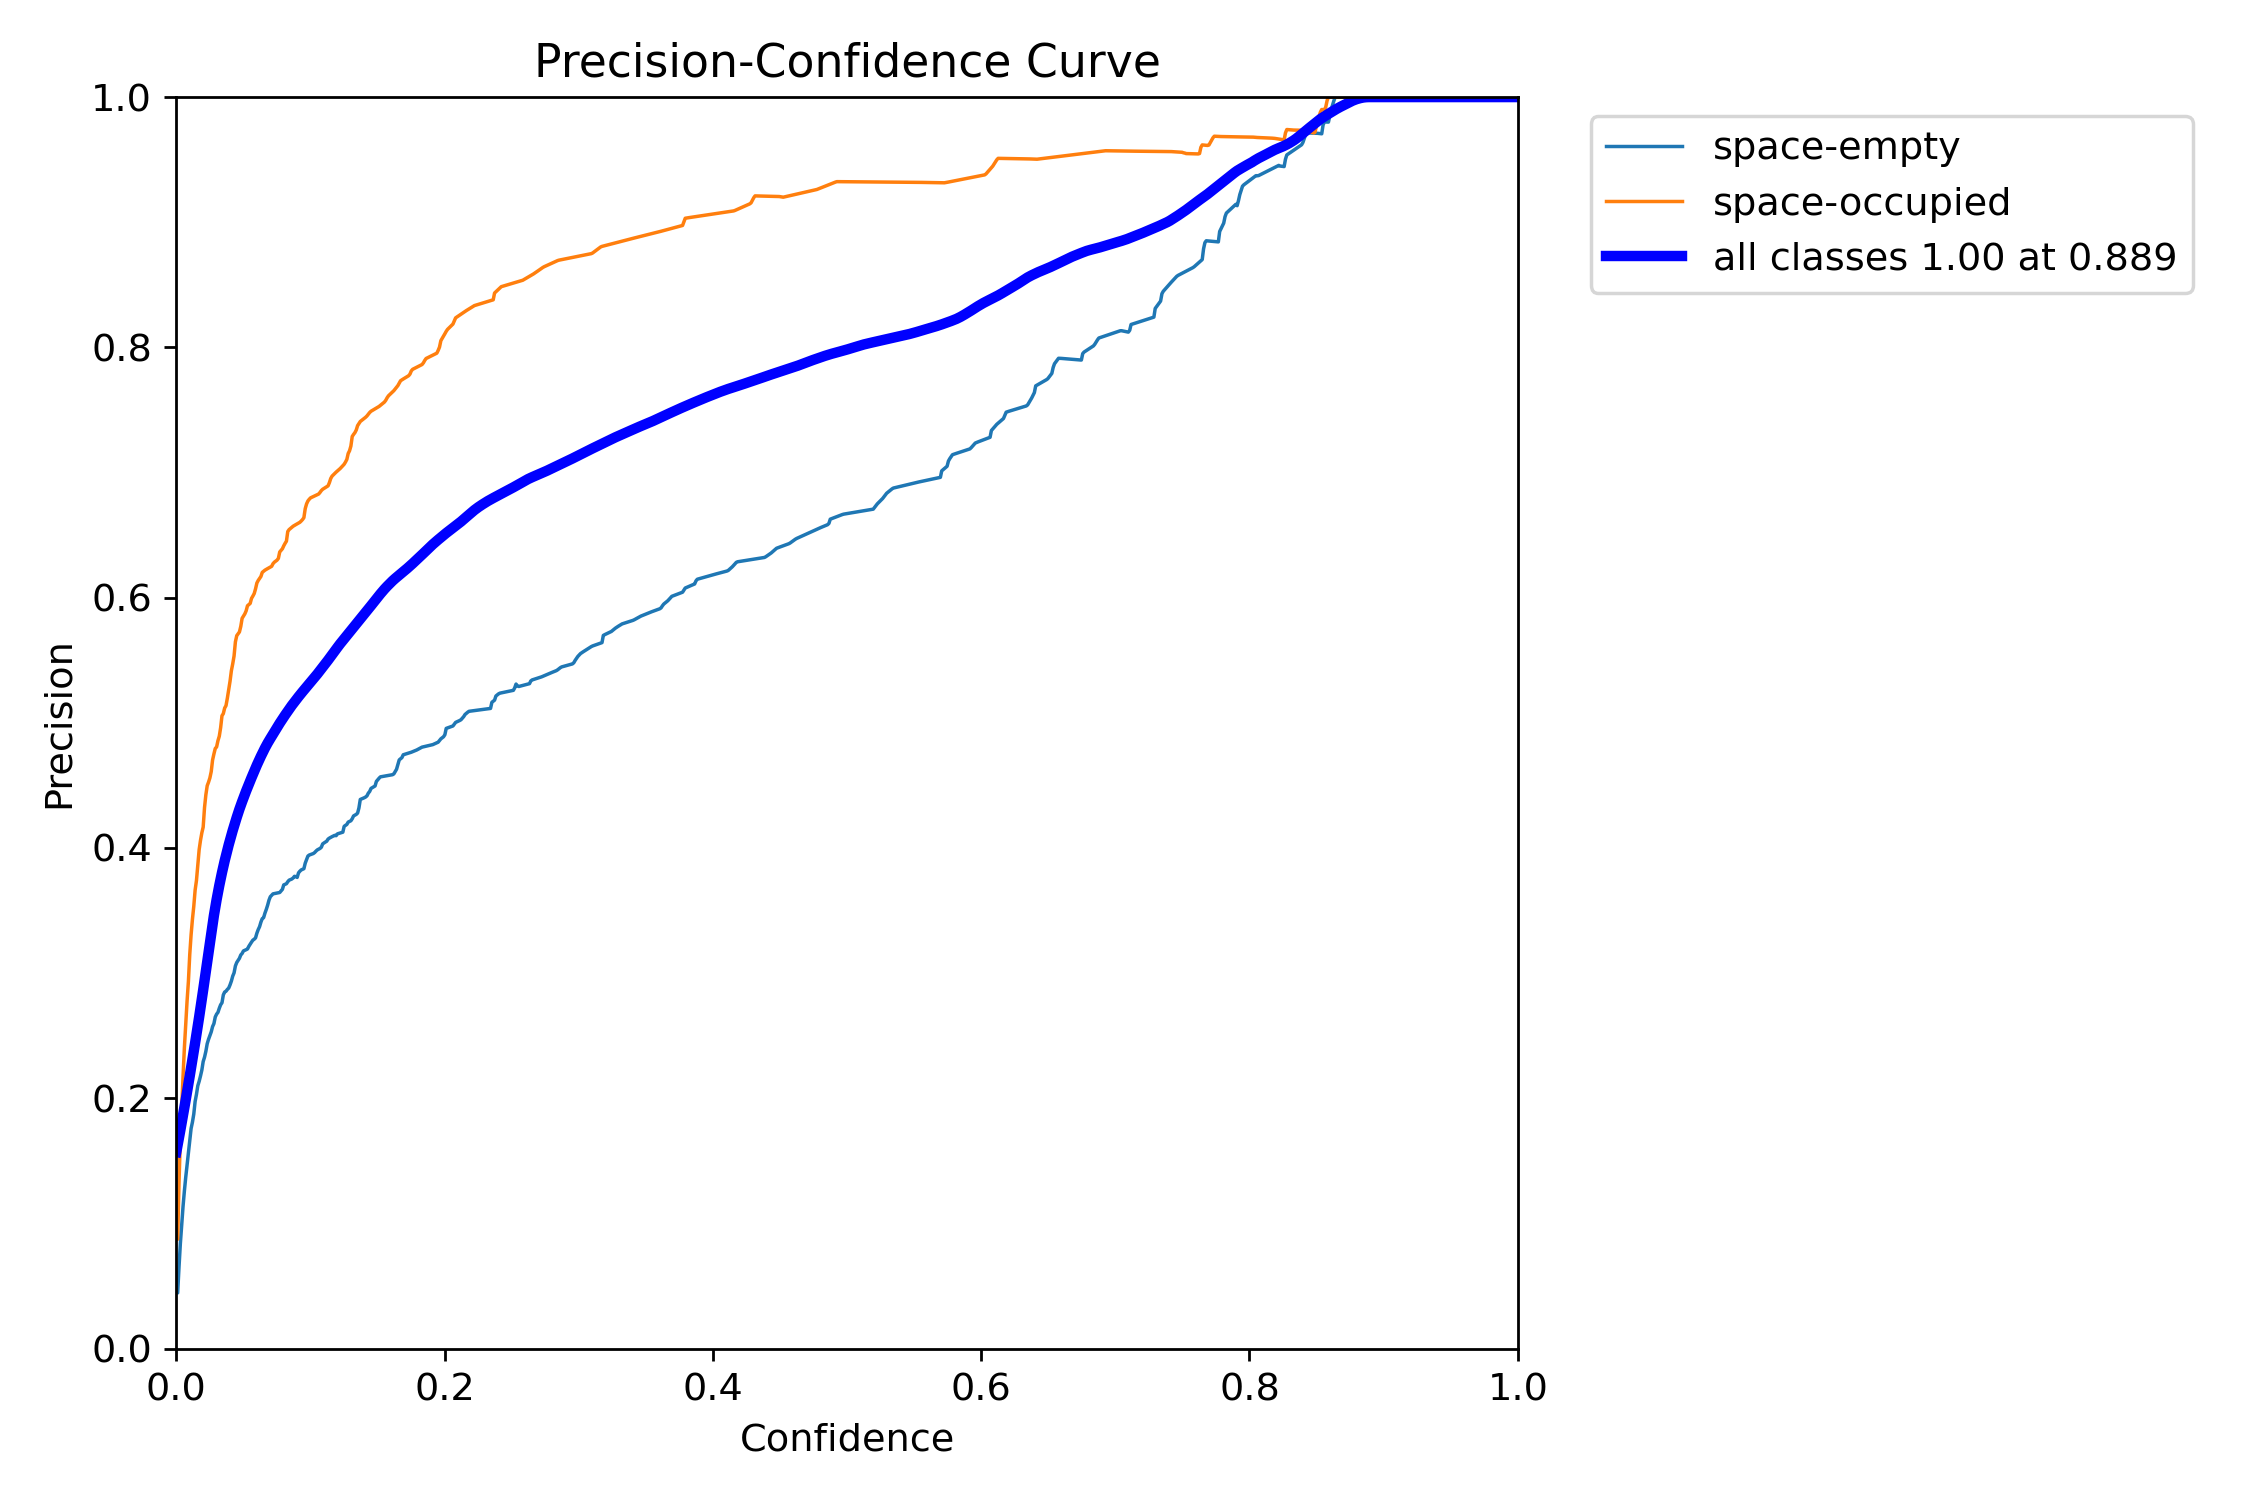 Precision-Confidence Curve
1.0
0.8
0.6
0.4
0.2
0.0
Precision
0.0 0.2 0.4 0.6 0.8 1.0
Confidence
space-empty
space-occupied
all classes 1.00 at 0.889